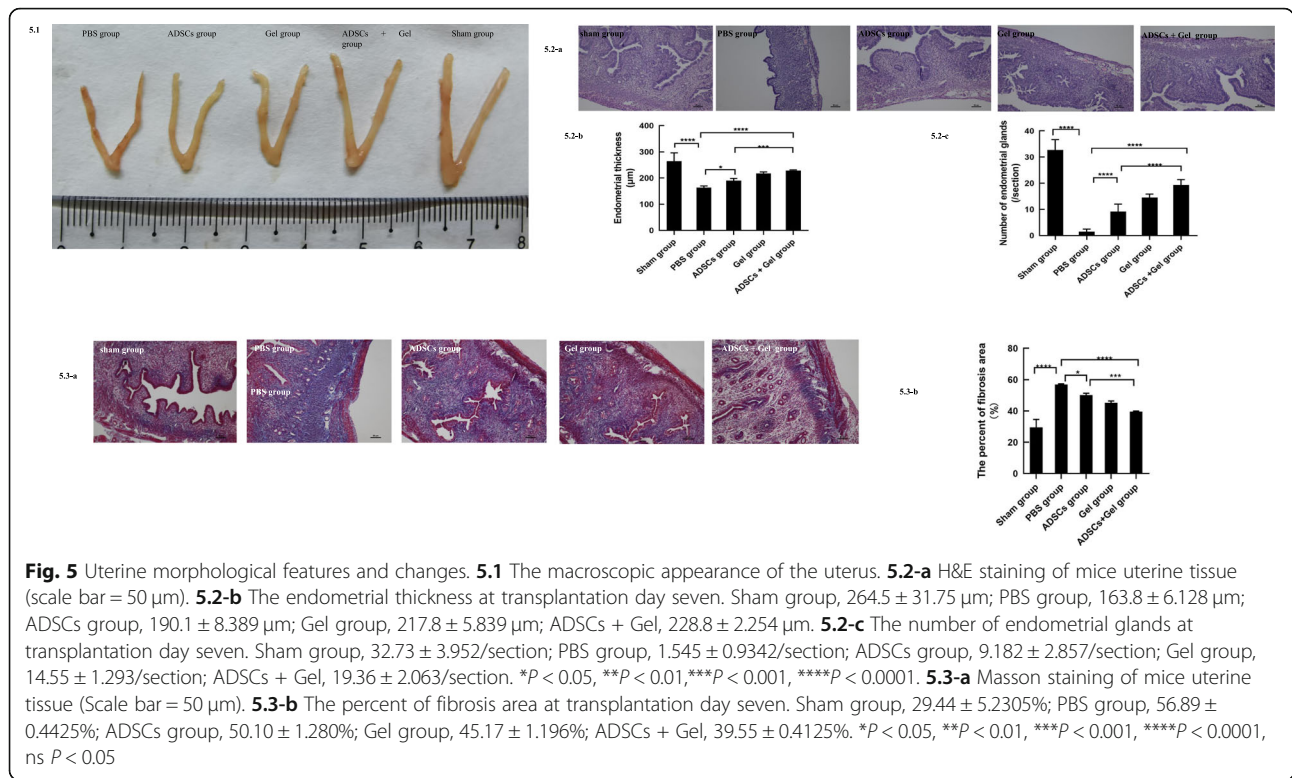 5.1
PBS group
ADSCs group
Gel group
ADSCs + Gel
group
Sham group
1
2
3
4
5
6
7
8
5.2-a
sham group
PBS group
ADSCs group
Gel group
ADSCs + Gel group
5.2-b
Endometrial thickness
(μm)
400
300
200
100
0
****
****
***
*
Sham group
PBS group
ADSCs group
Gel group
ADSCs + Gel group
5.2-c
Number of endometrial glands
(/section)
40
30
20
10
0
****
****
****
****
Sham group
PBS group
ADSCs group
Gel group
ADSCs +Gel group
5.3-a
sham group
PBS group
PBS group
ADSCs group
Gel group
ADSCs + Gel group
5.3-b
The percent of fibrosis area
(%)
80
60
40
20
0
****
****
*
***
Sham group
PBS group
ADSCs group
Gel group
ADSCs+Gel group
Fig. 5 Uterine morphological features and changes. 5.1 The macroscopic appearance of the uterus. 5.2-a H&E staining of mice uterine tissue
(scale bar = 50 μm). 5.2-b The endometrial thickness at transplantation day seven. Sham group, 264.5 ± 31.75 μm; PBS group, 163.8 ± 6.128 μm;
ADSCs group, 190.1 ± 8.389 μm; Gel group, 217.8 ± 5.839 μm; ADSCs + Gel, 228.8 ± 2.254 μm. 5.2-c The number of endometrial glands at
transplantation day seven. Sham group, 32.73 ± 3.952/section; PBS group, 1.545 ± 0.9342/section; ADSCs group, 9.182 ± 2.857/section; Gel group,
14.55 ± 1.293/section; ADSCs + Gel, 19.36 ± 2.063/section. *P < 0.05, **P < 0.01,***P < 0.001, ****P < 0.0001. 5.3-a Masson staining of mice uterine
tissue (Scale bar = 50 μm). 5.3-b The percent of fibrosis area at transplantation day seven. Sham group, 29.44 ± 5.2305%; PBS group, 56.89 ±
0.4425%; ADSCs group, 50.10 ± 1.280%; Gel group, 45.17 ± 1.196%; ADSCs + Gel, 39.55 ± 0.4125%. *P < 0.05, **P < 0.01, ***P < 0.001, ****P < 0.0001,
ns P < 0.05